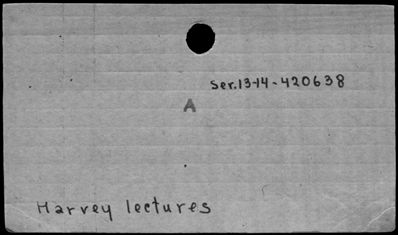 Ser.13-14-420638
A
Harvey lectures